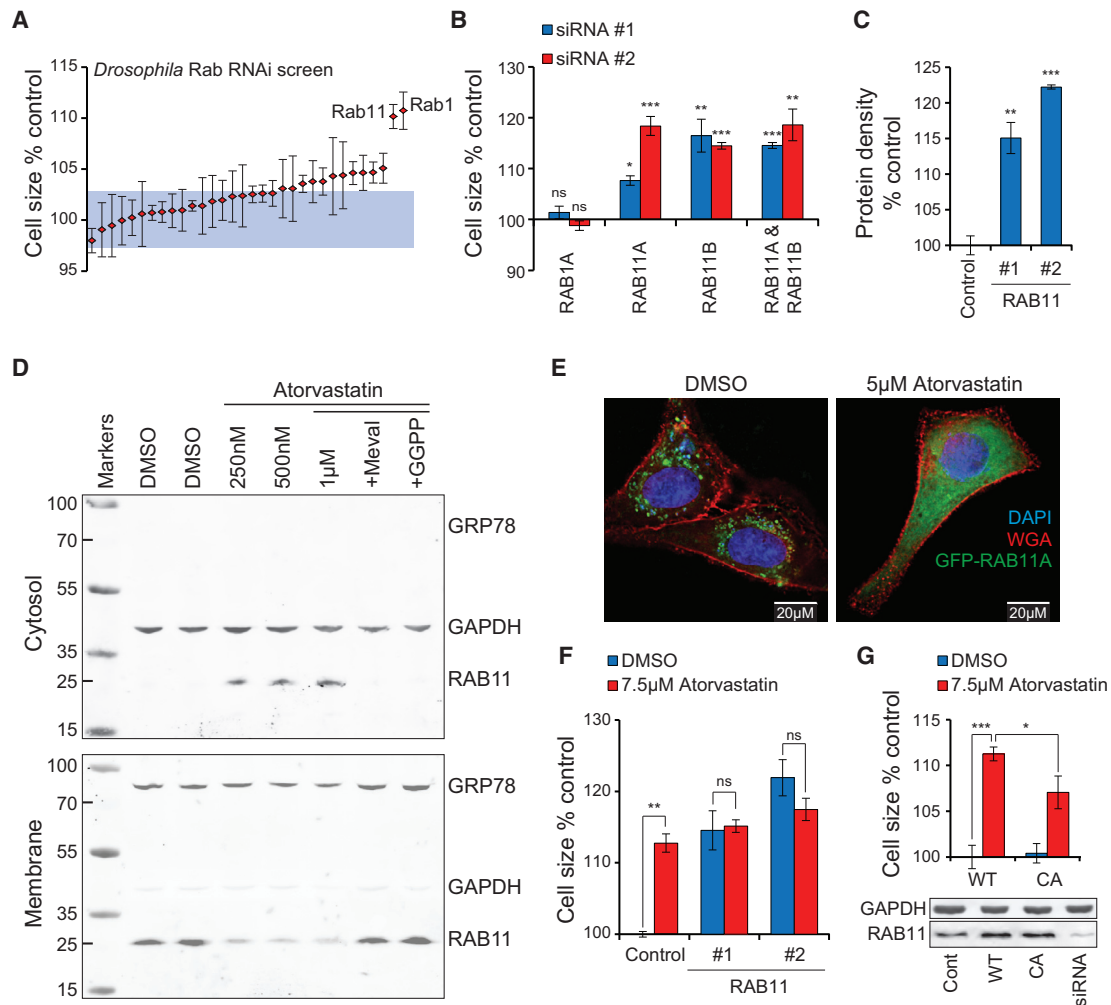 A
Drosophila Rab RNAi screen
Cell size % control
115
110
105
100
95
Rab11
Rab1
B
siRNA #1
siRNA #2
Cell size % control
130
120
110
100
90
ns
ns
*
***
**
***
***
**
RAB1A
RAB11A
RAB11B
RAB11A &
RAB11B
C
Protein density
% control
125
120
115
110
105
100
**
***
Control
#1
#2
RAB11
D
Atorvastatin
Markers
DMSO
DMSO
250nM
500nM
1μM
+Meval
+GGPP
Cytosol
100
70
55
35
25
15
GRP78
GAPDH
RAB11
Membrane
100
70
55
35
25
15
GRP78
GAPDH
RAB11
E
DMSO
5μM Atorvastatin
DAPI
WGA
GFP-RAB11A
20μM
20μM
F
DMSO
7.5μM Atorvastatin
Cell size % control
130
120
110
100
**
ns
ns
Control
#1
#2
RAB11
G
DMSO
7.5μM Atorvastatin
Cell size % control
115
110
105
100
***
*
WT
CA
GAPDH
RAB11
Cont
WT
CA
siRNA